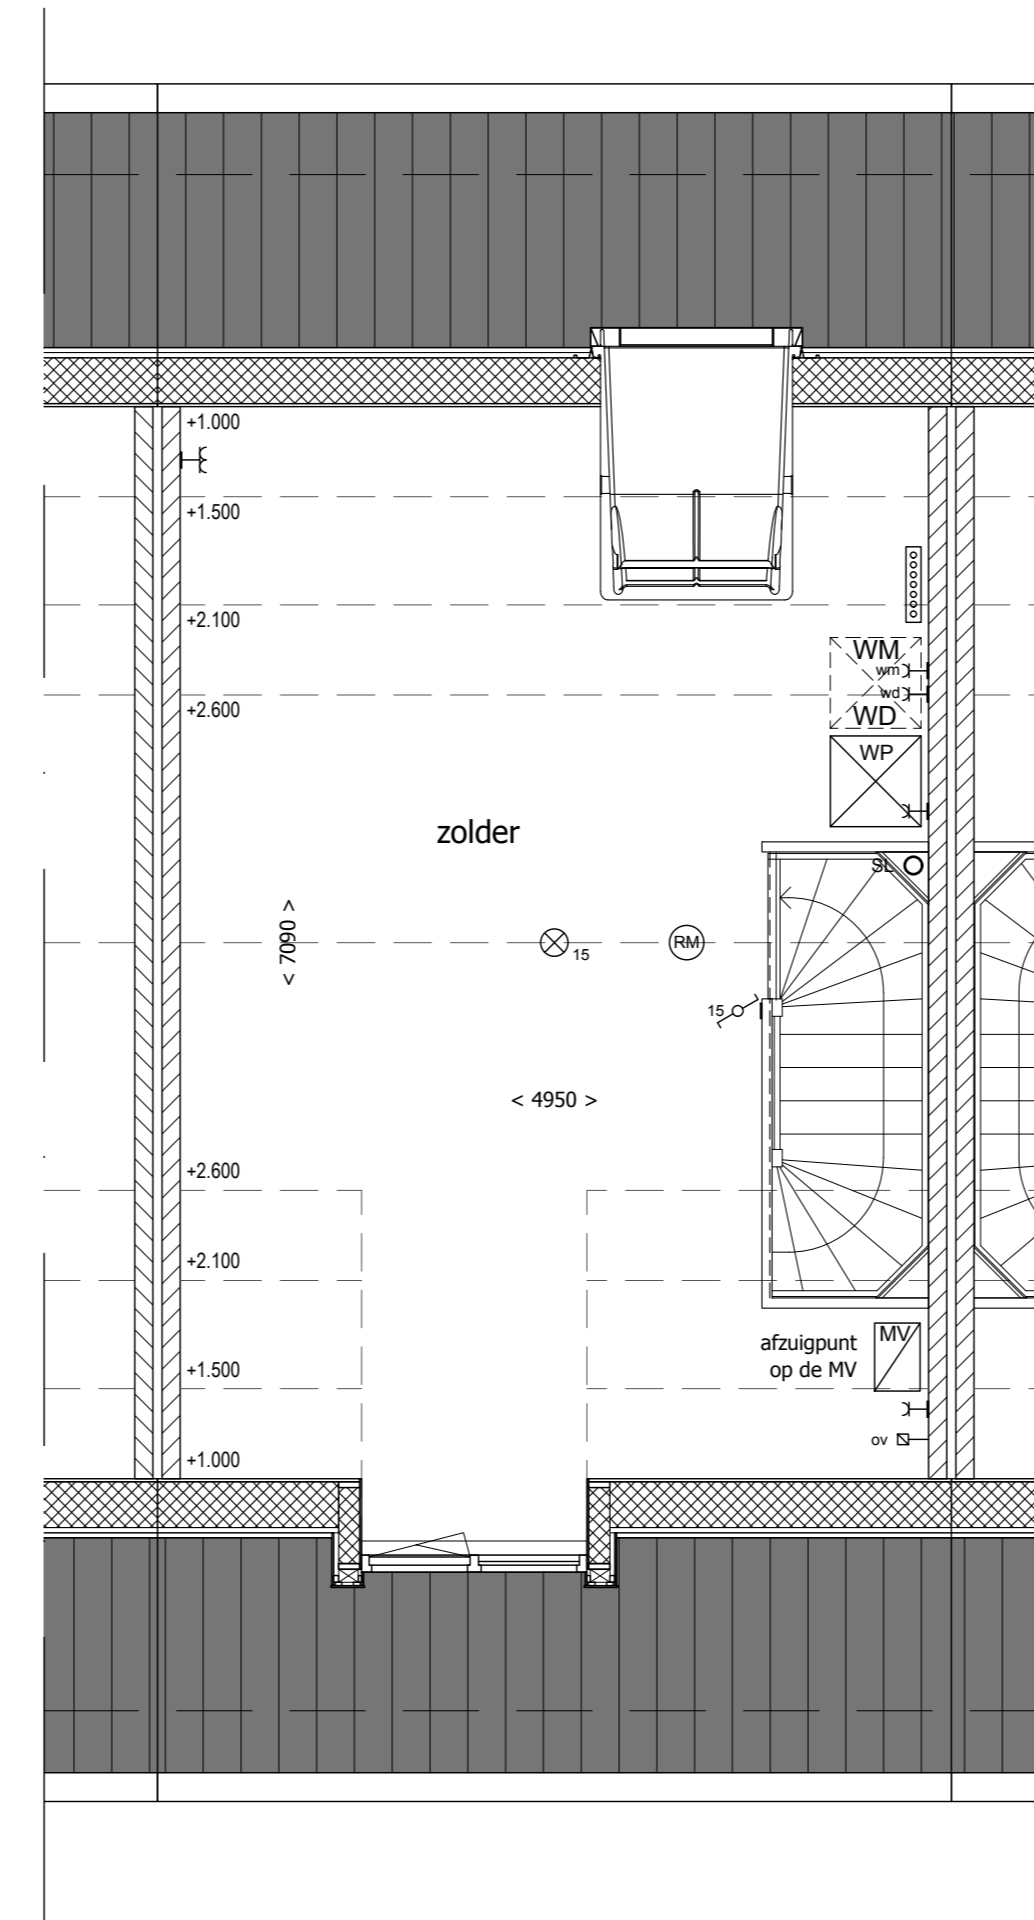 +1.000
+1.500
+2.100
+2.600
WM
wm
wd
WD
WP
zolder
SL
< 7090 >
15
RM
15
< 4950 >
+2.600
+2.100
MV
afzuigpunt
op de MV
+1.500
ov
+1.000